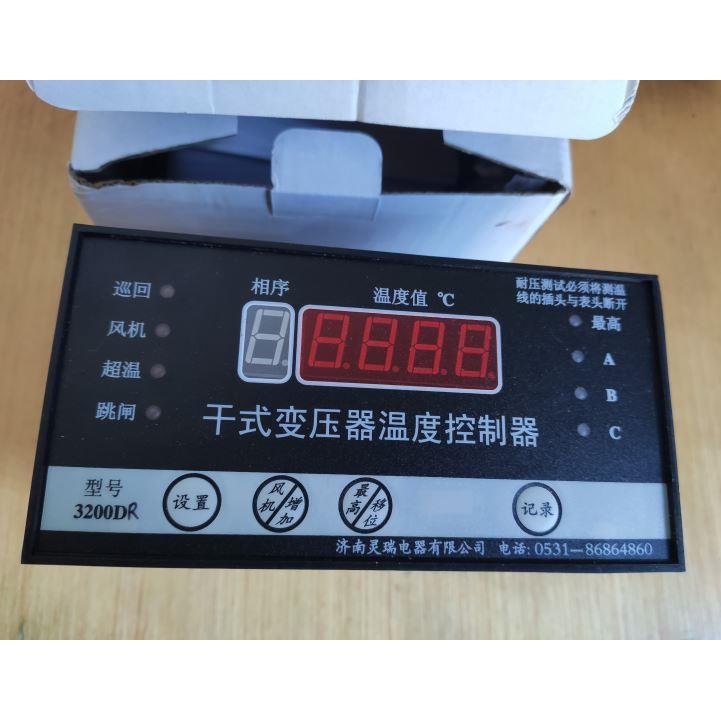 巡回
风机
超温
跳闸
相序
温度值 ℃
耐压测试必须将测温
线的插头与表头断开
最高
A
B
C
干式变压器温度控制器
型号
3200DR
设置
风机 增加
最高 移位
记录
济南灵瑞电器有限公司 电话: 0531—86864860